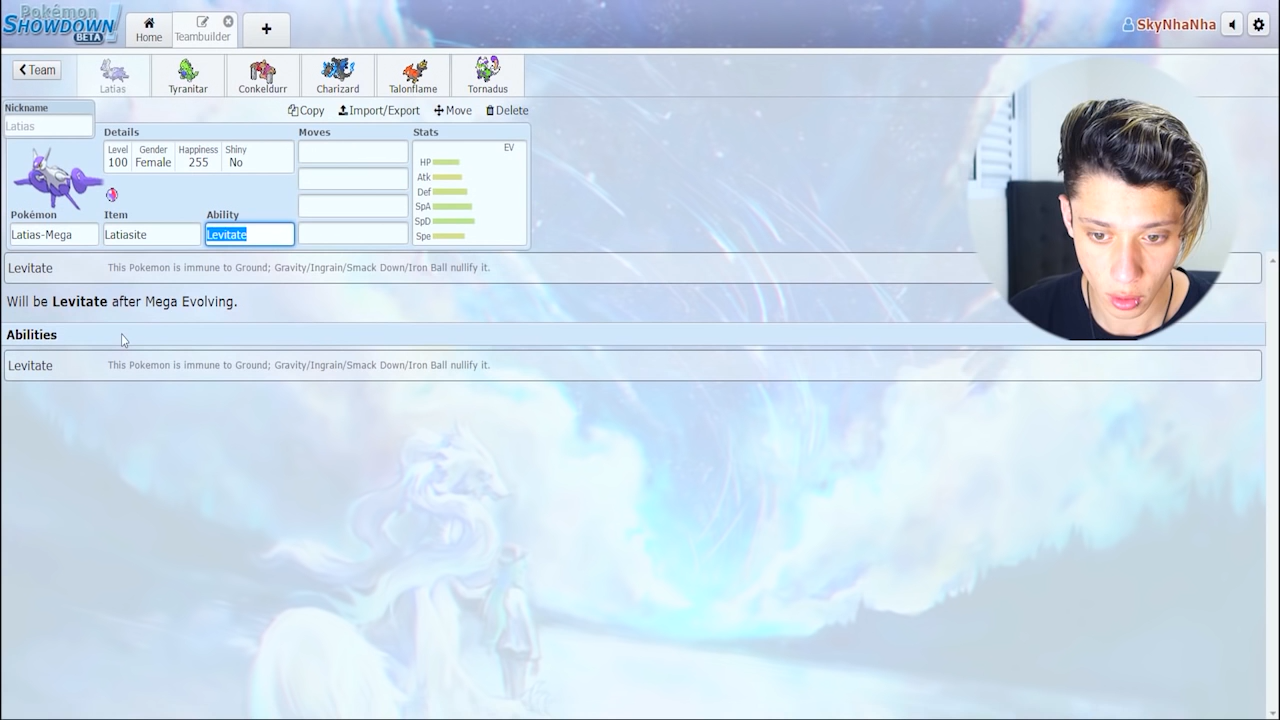 Pokémon
SHOWDOWN!
BETA
Home
Teambuilder
SkyNhaNha
Team
Latias
Tyranitar
Conkeldurr
Charizard
Talonflame
Tornadus
Copy
Import/Export
Move
Delete
Nickname
Latias
Details
Level
100
Gender
Female
Happiness
255
Shiny
No
Moves
Stats
EV
HP
Atk
Def
SpA
SpD
Spe
Pokémon
Latias-Mega
Item
Latiasite
Ability
Levitate
Levitate This Pokemon is immune to Ground; Gravity/Ingrain/Smack Down/Iron Ball nullify it.
Will be Levitate after Mega Evolving.
Abilities
Levitate This Pokemon is immune to Ground; Gravity/Ingrain/Smack Down/Iron Ball nullify it.